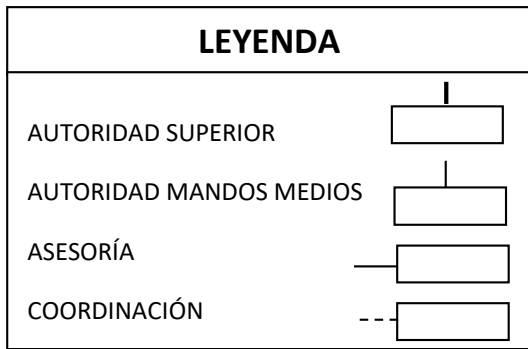 LEYENDA
AUTORIDAD SUPERIOR
AUTORIDAD MANDOS MEDIOS
ASESORÍA
COORDINACIÓN